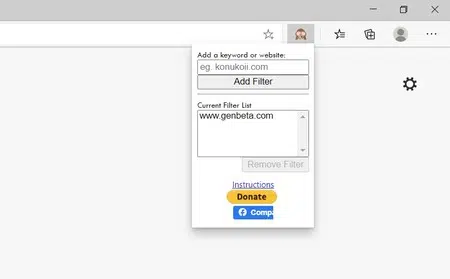 Add a keyword or website:
eg. konukoii.com
Add Filter
Current Filter List
www.genbeta.com
Remove Filter
Instructions
Donate